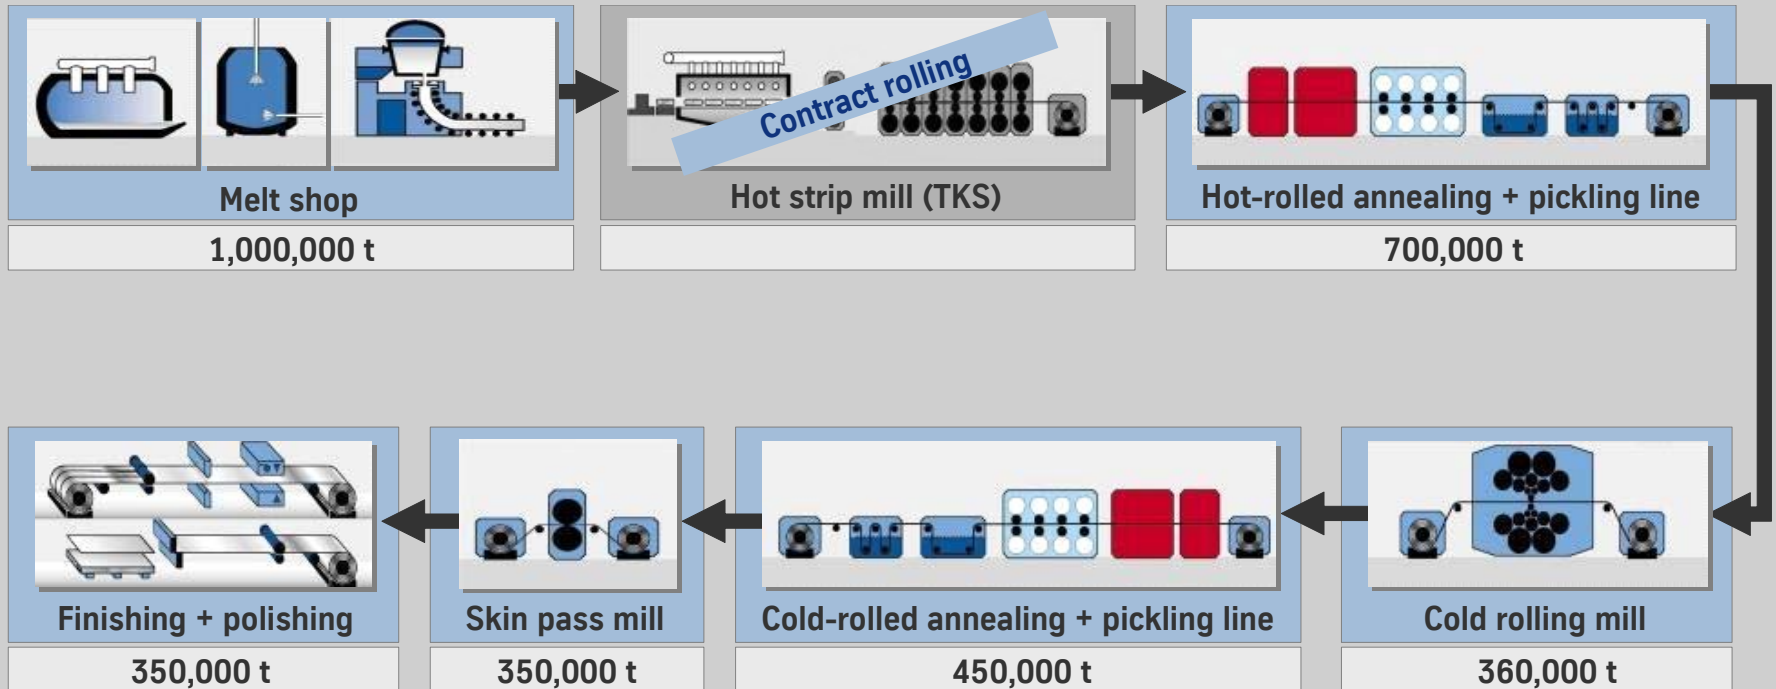 Contract rolling
Melt shop
Hot strip mill (TKS)
Hot-rolled annealing + pickling line
1,000,000 t
700,000 t
Finishing + polishing
Skin pass mill
Cold-rolled annealing + pickling line
Cold rolling mill
350,000 t
350,000 t
450,000 t
360,000 t